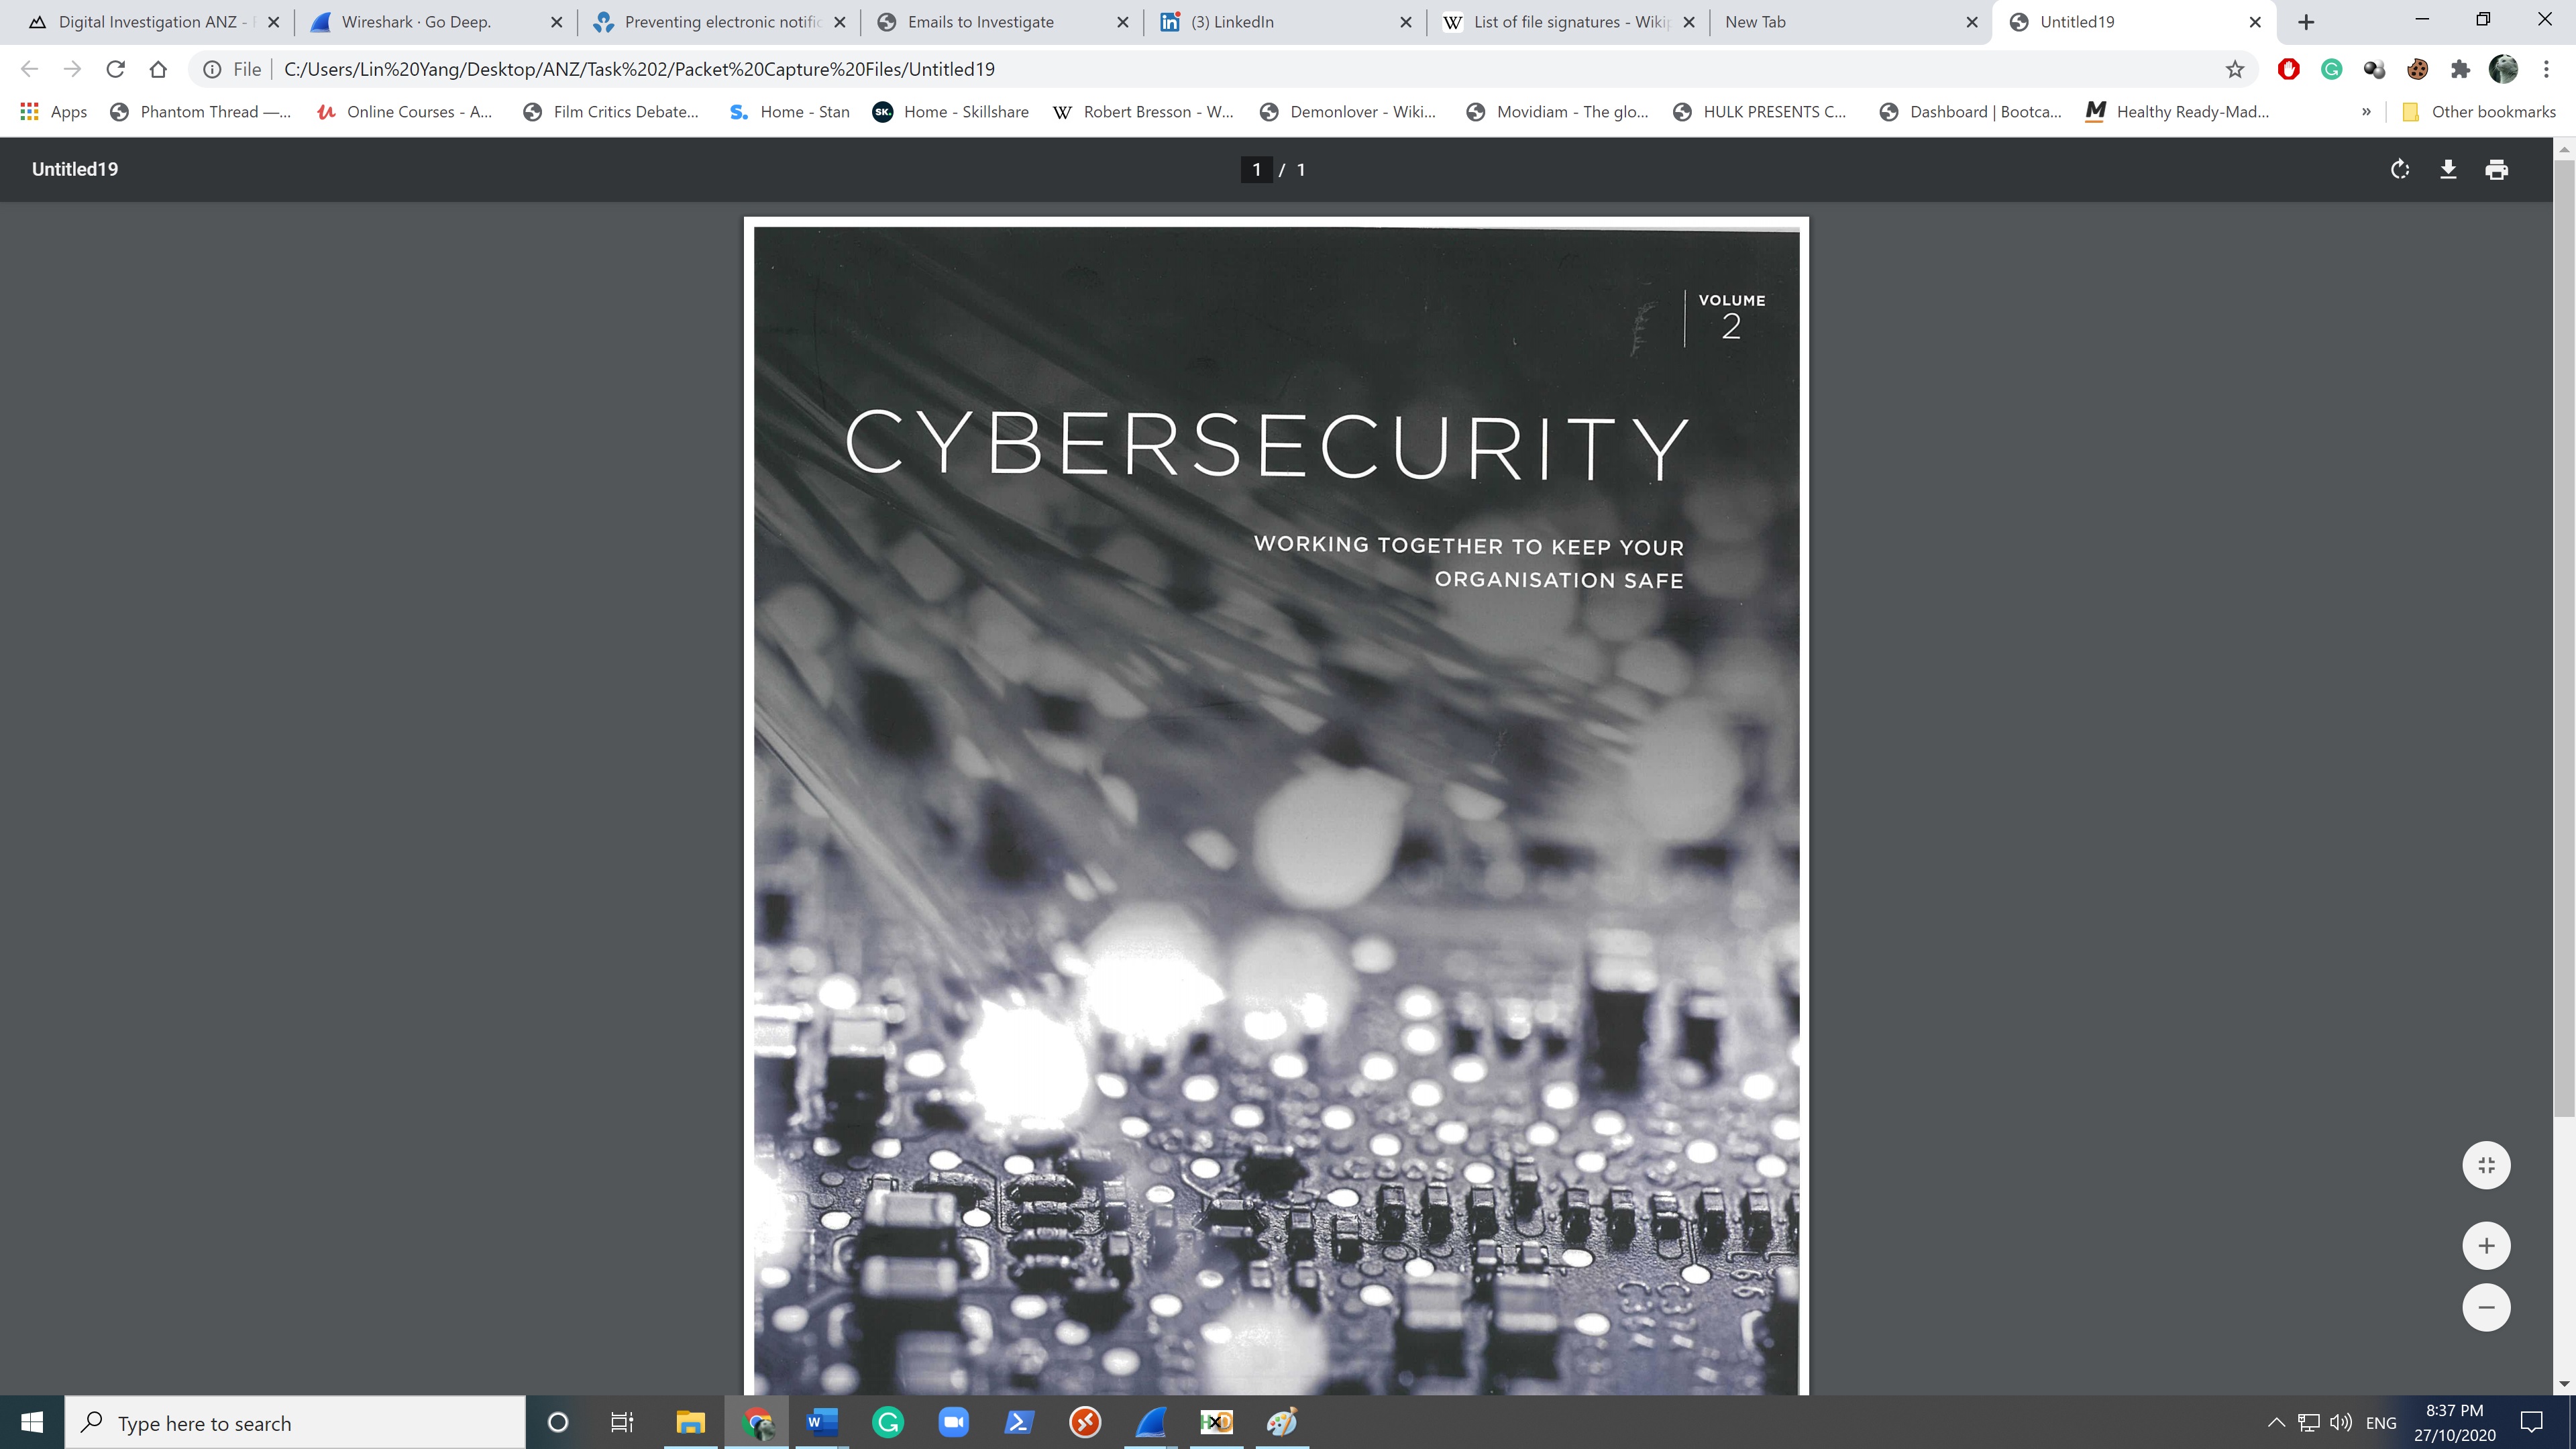 Digital Investigation ANZ -
Wireshark · Go Deep.
Preventing electronic notific
Emails to Investigate
(3) LinkedIn
List of file signatures - Wikip
New Tab
Untitled19
File
C:/Users/Lin%20Yang/Desktop/ANZ/Task%202/Packet%20Capture%20Files/Untitled19
Apps
Phantom Thread —...
Online Courses - A...
Film Critics Debate...
Home - Stan
SK.
Home - Skillshare
W
Robert Bresson - W...
Demonlover - Wiki...
Movidiam - The glo...
HULK PRESENTS C...
Dashboard | Bootca...
Healthy Ready-Mad...
»
Other bookmarks
Untitled19
1 / 1
VOLUME
2
CYBERSECURITY
WORKING TOGETHER TO KEEP YOUR
ORGANISATION SAFE
Type here to search
ENG
8:37 PM
27/10/2020